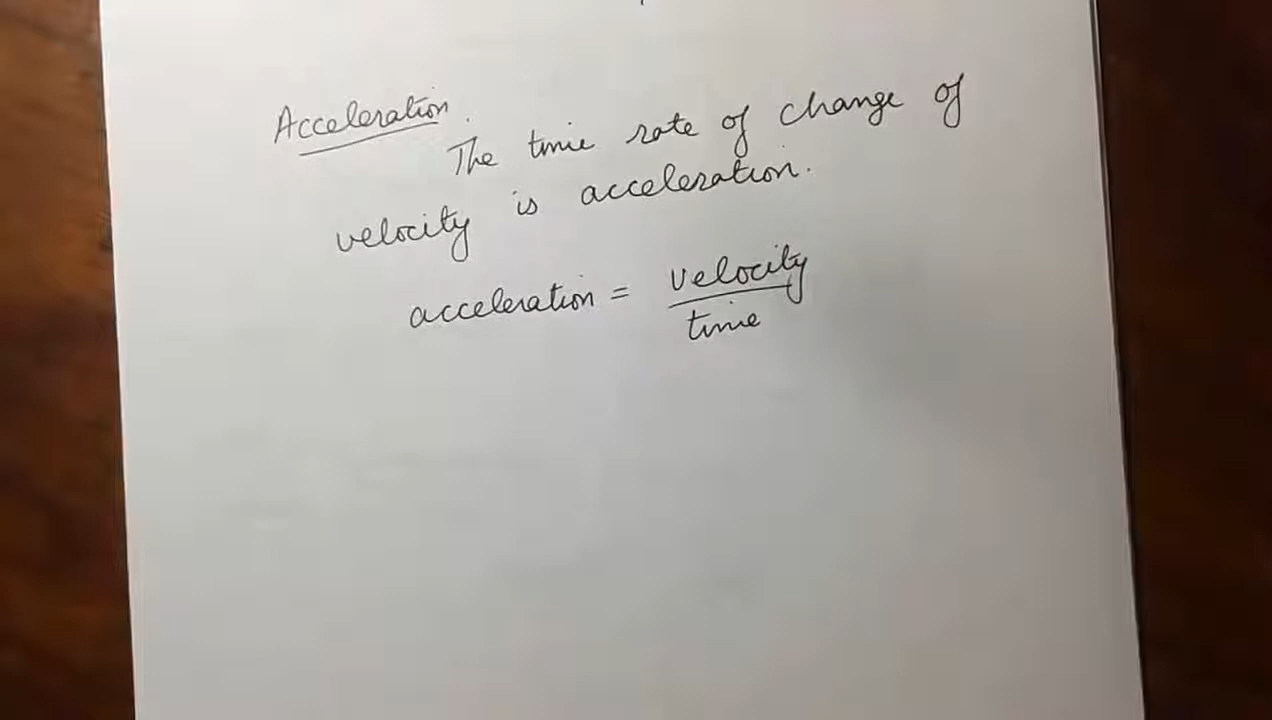 Acceleration.
The time rate of change of
velocity is acceleration.
acceleration = velocity
time